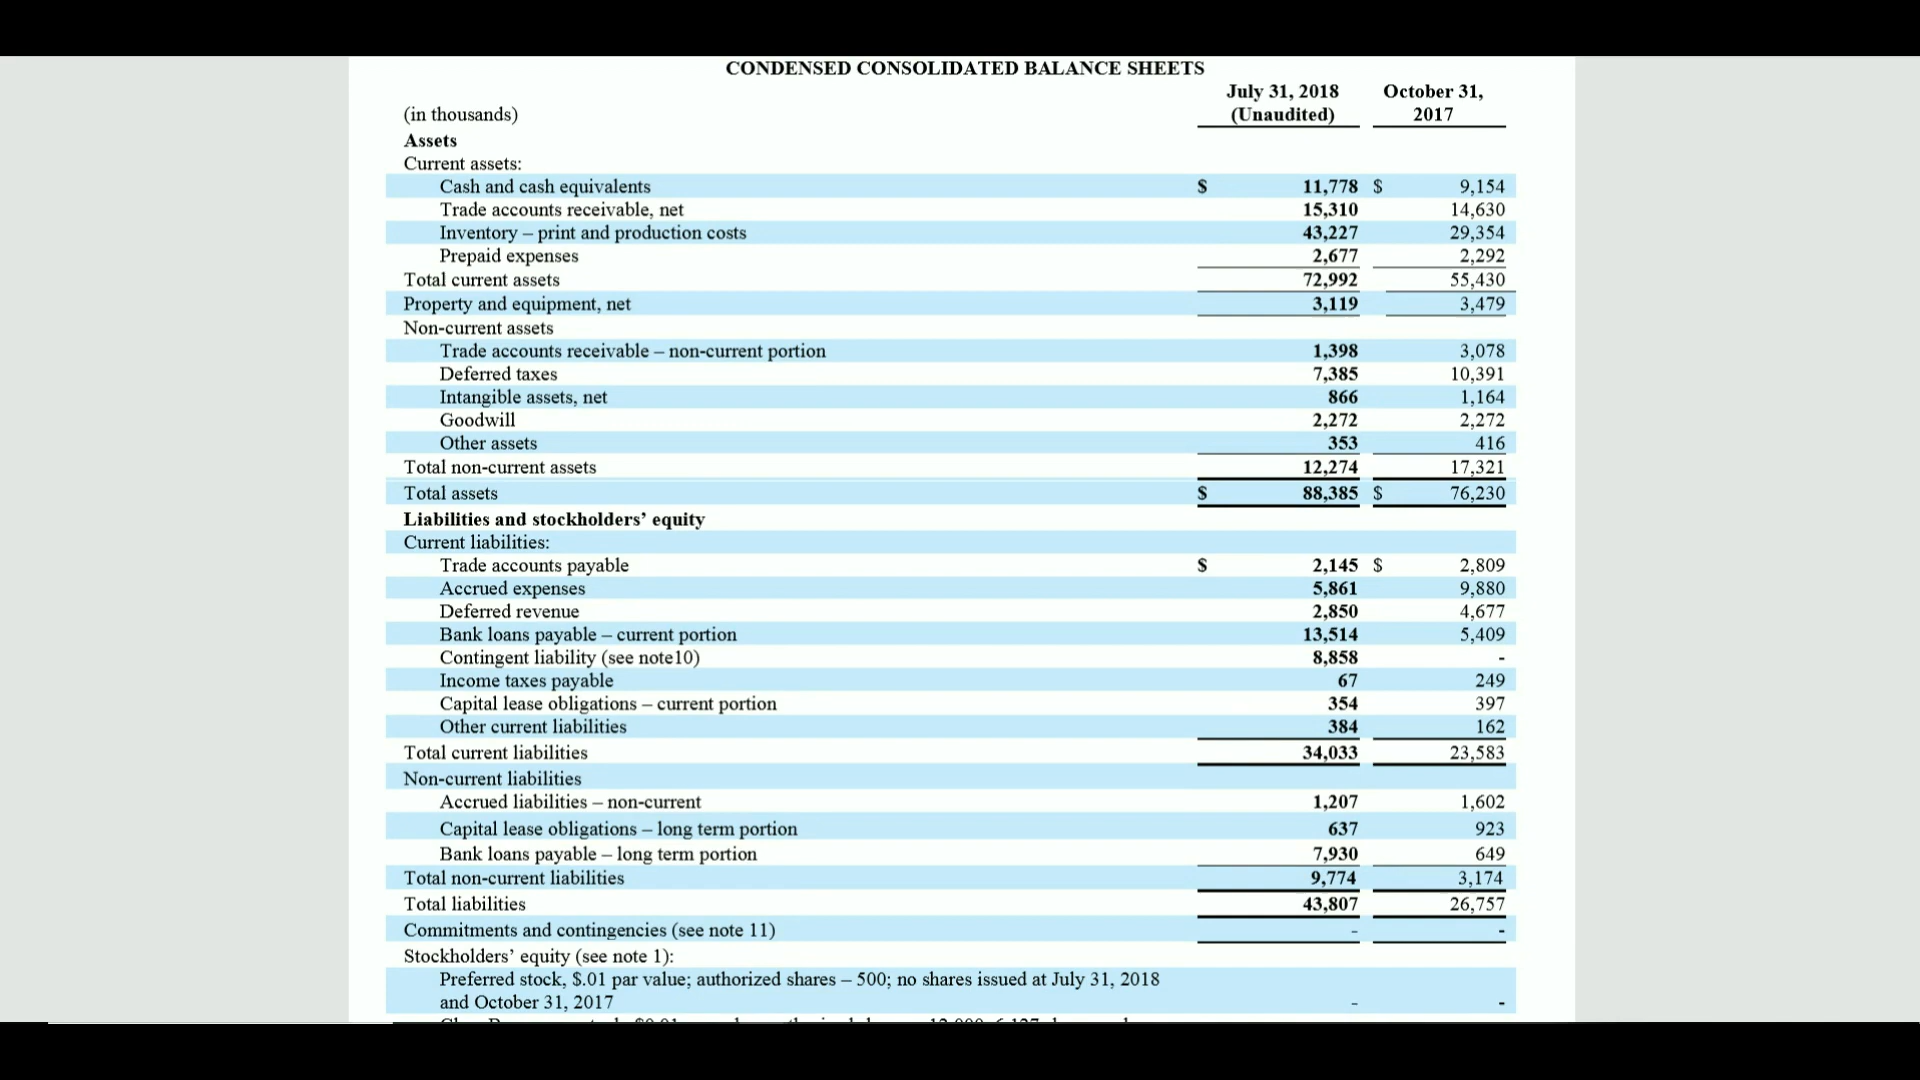 CONDENSED CONSOLIDATED BALANCE SHEETS
July 31, 2018 October 31,
(in thousands) (Unaudited) 2017
Assets
Current assets:
Cash and cash equivalents $ 11,778 $ 9,154
Trade accounts receivable, net 15,310 14,630
Inventory – print and production costs 43,227 29,354
Prepaid expenses 2,677 2,292
Total current assets 72,992 55,430
Property and equipment, net 3,119 3,479
Non-current assets
Trade accounts receivable – non-current portion 1,398 3,078
Deferred taxes 7,385 10,391
Intangible assets, net 866 1,164
Goodwill 2,272 2,272
Other assets 353 416
Total non-current assets 12,274 17,321
Total assets $ 88,385 $ 76,230
Liabilities and stockholders’ equity
Current liabilities:
Trade accounts payable $ 2,145 $ 2,809
Accrued expenses 5,861 9,880
Deferred revenue 2,850 4,677
Bank loans payable – current portion 13,514 5,409
Contingent liability (see note10) 8,858 -
Income taxes payable 67 249
Capital lease obligations – current portion 354 397
Other current liabilities 384 162
Total current liabilities 34,033 23,583
Non-current liabilities
Accrued liabilities – non-current 1,207 1,602
Capital lease obligations – long term portion 637 923
Bank loans payable – long term portion 7,930 649
Total non-current liabilities 9,774 3,174
Total liabilities 43,807 26,757
Commitments and contingencies (see note 11) - -
Stockholders’ equity (see note 1):
Preferred stock, $.01 par value; authorized shares – 500; no shares issued at July 31, 2018
and October 31, 2017 - -